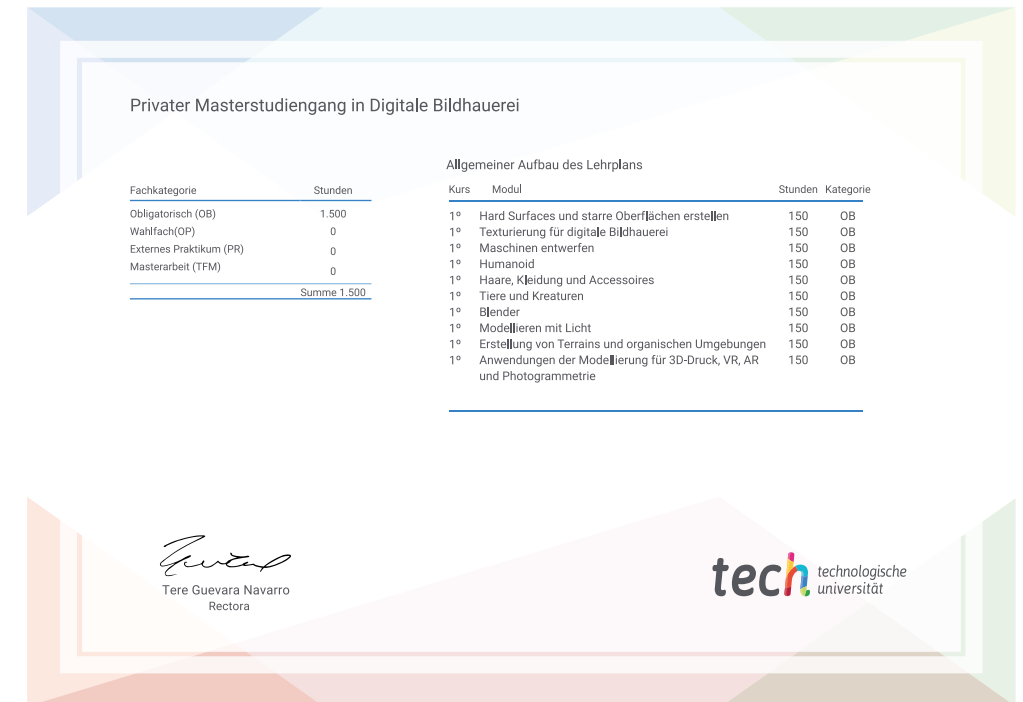 Privater Masterstudiengang in Digitale Bildhauerei
Fachkategorie Stunden
Obligatorisch (OB) 1.500
Wahlfach(OP) 0
Externes Praktikum (PR) 0
Masterarbeit (TFM) 0
Summe 1.500
Allgemeiner Aufbau des Lehrplans
Kurs Modul Stunden Kategorie
1º Hard Surfaces und starre Oberflächen erstellen 150 OB
1º Texturierung für digitale Bildhauerei 150 OB
1º Maschinen entwerfen 150 OB
1º Humanoid 150 OB
1º Haare, Kleidung und Accessoires 150 OB
1º Tiere und Kreaturen 150 OB
1º Blender 150 OB
1º Modellieren mit Licht 150 OB
1º Erstellung von Terrains und organischen Umgebungen 150 OB
1º Anwendungen der Modellierung für 3D-Druck, VR, AR 150 OB
und Photogrammetrie
Tere Guevara Navarro
Rectora
tech technologische
universität